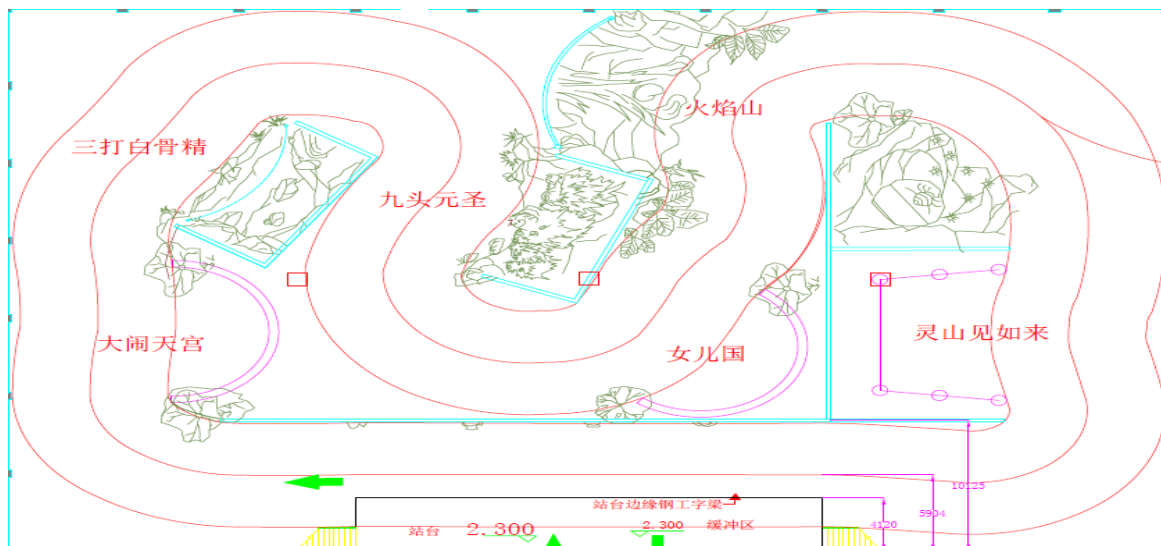 火焰山
三打白骨精
九头元圣
灵山见如来
大闹天宫
女儿国
10125
站台边缘钢工字梁
5904
4120
站台 2.300
2.300 缓冲区